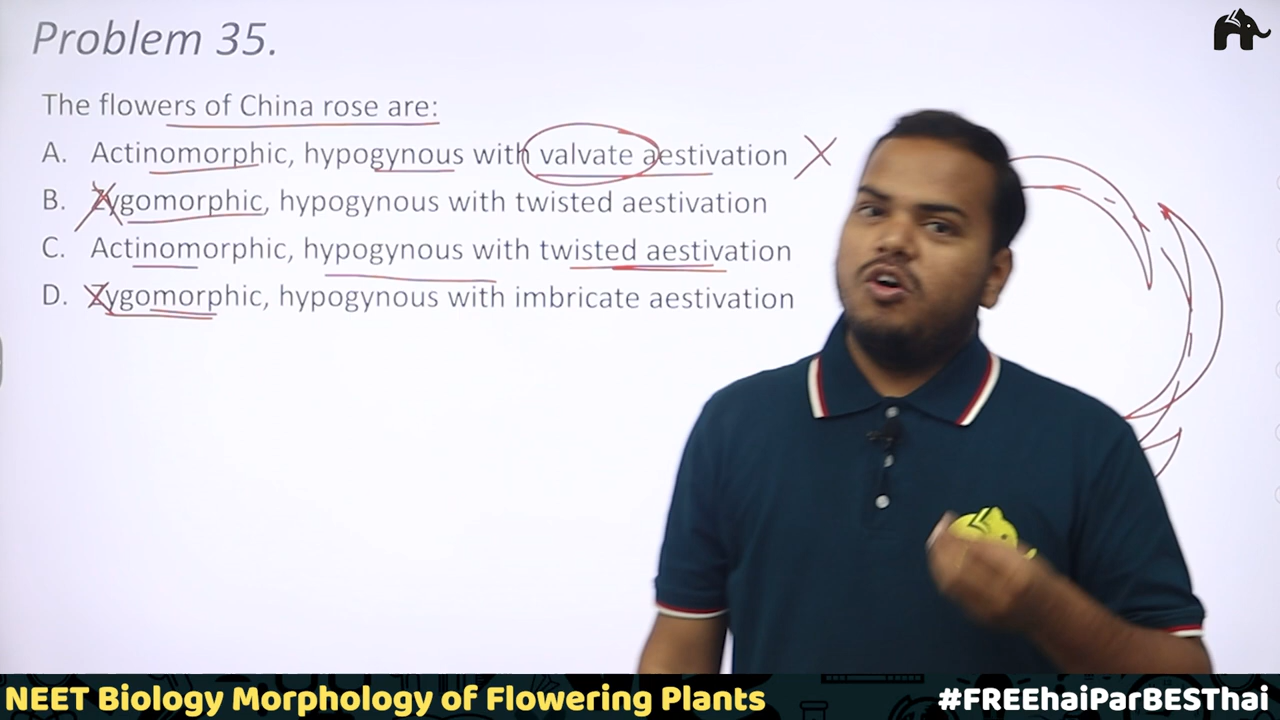 Problem 35.
The flowers of China rose are:
A. Actinomorphic, hypogynous with valvate aestivation
B. Zygomorphic, hypogynous with twisted aestivation
C. Actinomorphic, hypogynous with twisted aestivation
D. Zygomorphic, hypogynous with imbricate aestivation
NEET Biology Morphology of Flowering Plants
#FREEhaiParBESThai